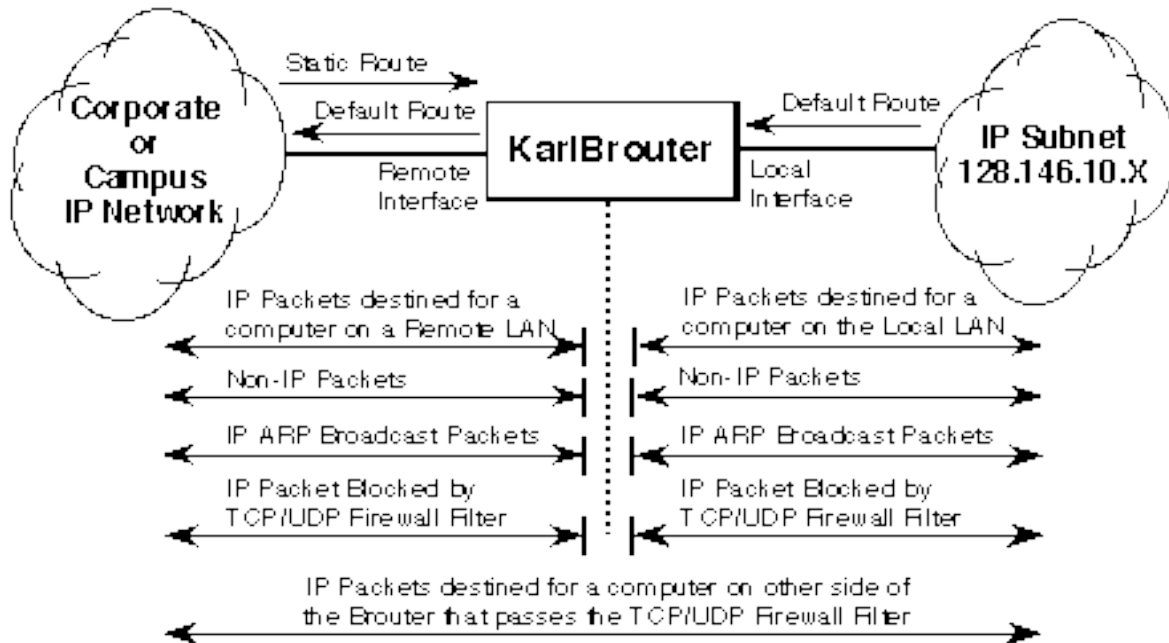 Static Route
Default Route
Default Route
Corporate
or
Campus
IP Network
KarlBrouter
IP Subnet
128.146.10.X
Remote
Interface
Local
Interface
IP Packets destined for a
computer on a Remote LAN
IP Packets destined for a
computer on the Local LAN
Non-IP Packets
Non-IP Packets
IP ARP Broadcast Packets
IP ARP Broadcast Packets
IP Packet Blocked by
TCP/UDP Firewall Filter
IP Packet Blocked by
TCP/UDP Firewall Filter
IP Packets destined for a computer on other side of
the Brouter that passes the TCP/UDP Firewall Filter